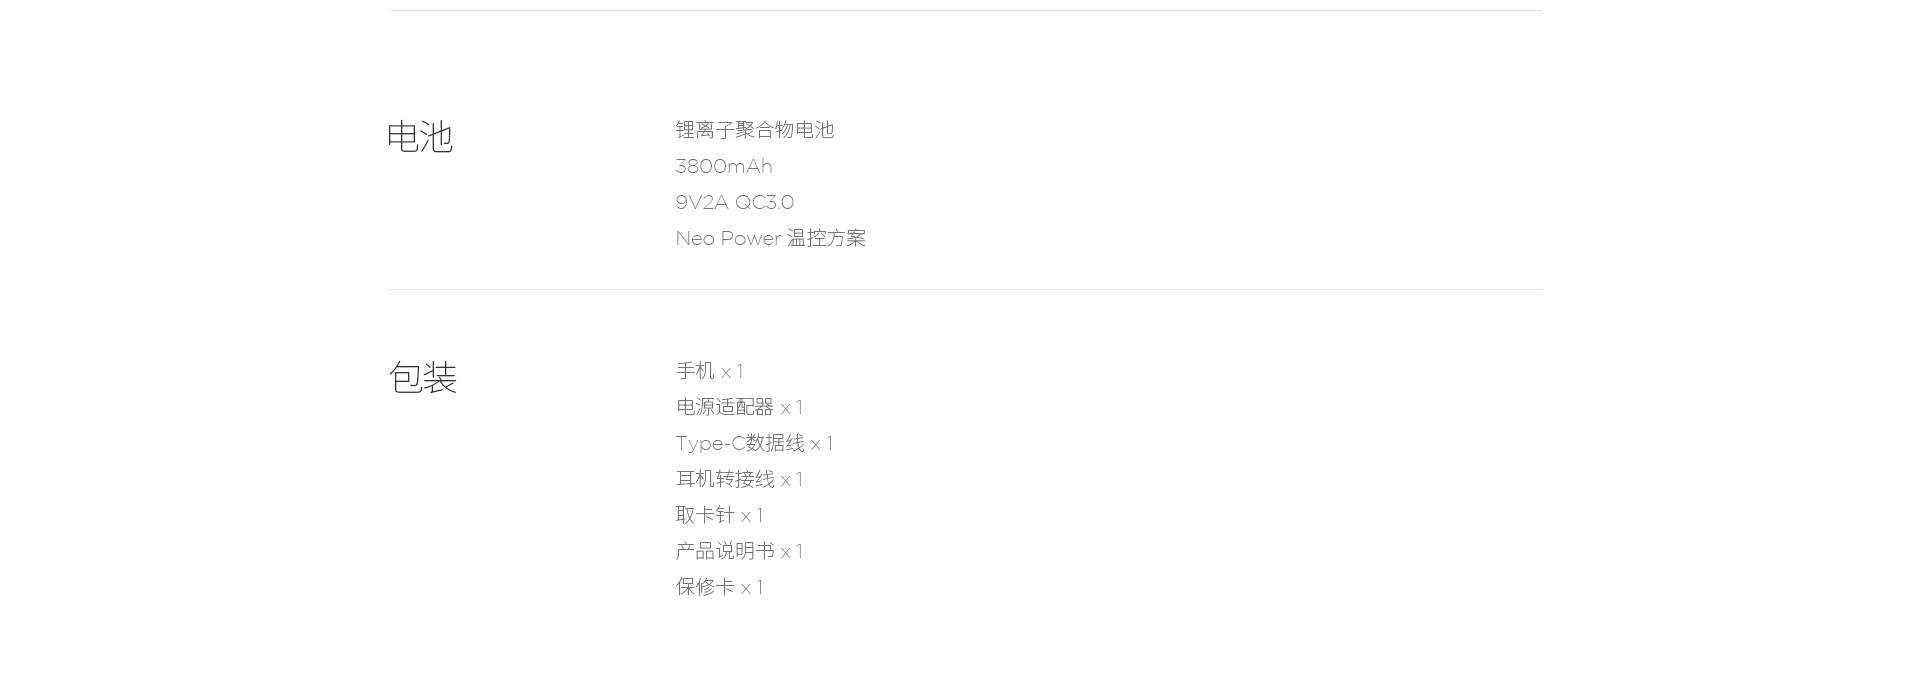 电池
锂离子聚合物电池
3800mAh
9V2A QC3.0
Neo Power 温控方案
包装
手机 x 1
电源适配器 x 1
Type-C数据线 x 1
耳机转接线 x 1
取卡针 x 1
产品说明书 x 1
保修卡 x 1